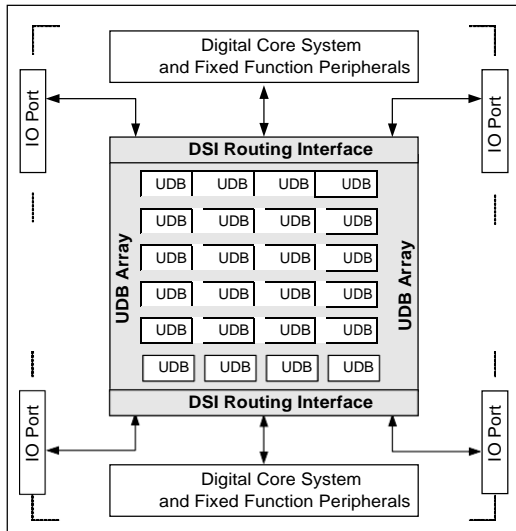 Digital Core System
and Fixed Function Peripherals
IO Port
IO Port
DSI Routing Interface
UDB UDB UDB UDB
UDB UDB UDB UDB
UDB Array
UDB Array
UDB UDB UDB UDB
UDB UDB UDB UDB
UDB UDB UDB UDB
UDB UDB UDB UDB
DSI Routing Interface
IO Port
IO Port
Digital Core System
and Fixed Function Peripherals